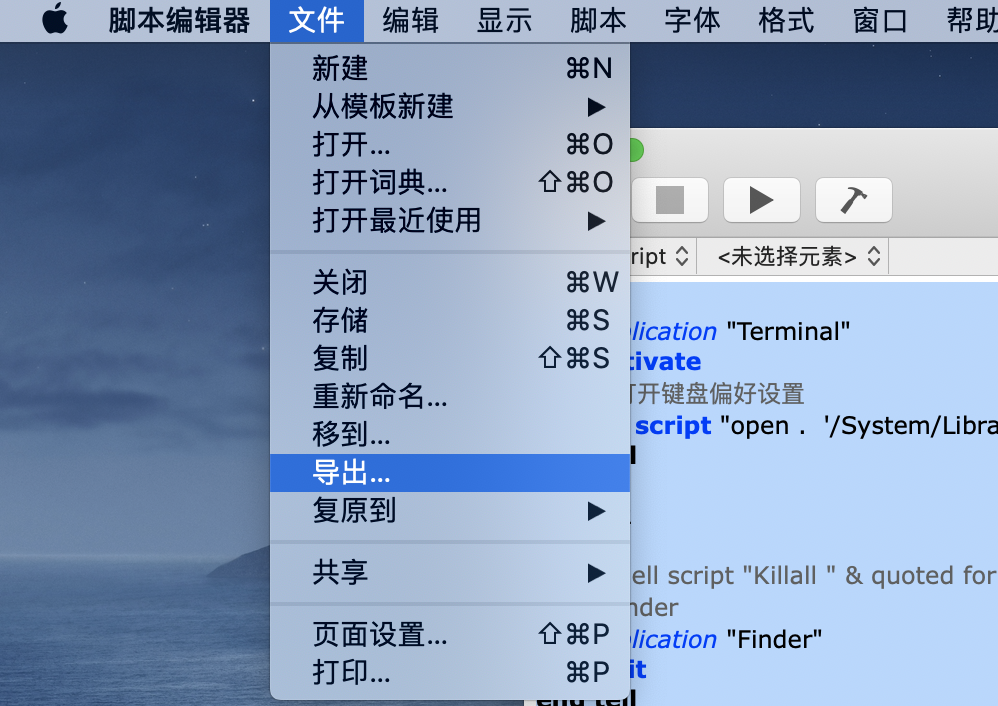 脚本编辑器 文件 编辑 显示 脚本 字体 格式 窗口 帮助
新建 ⌘N
从模板新建 ▶
打开... ⌘O
打开词典... ⇧⌘O
打开最近使用 ▶
关闭 ⌘W
存储 ⌘S
复制 ⇧⌘S
重新命名...
移到...
导出...
复原到 ▶
共享 ▶
页面设置... ⇧⌘P
打印... ⌘P
ript <未选择元素>
lication "Terminal"
tivate
打开键盘偏好设置
script "open . '/System/Libra
ell script "Killall " & quoted for
nder
lication "Finder"
it
end tell